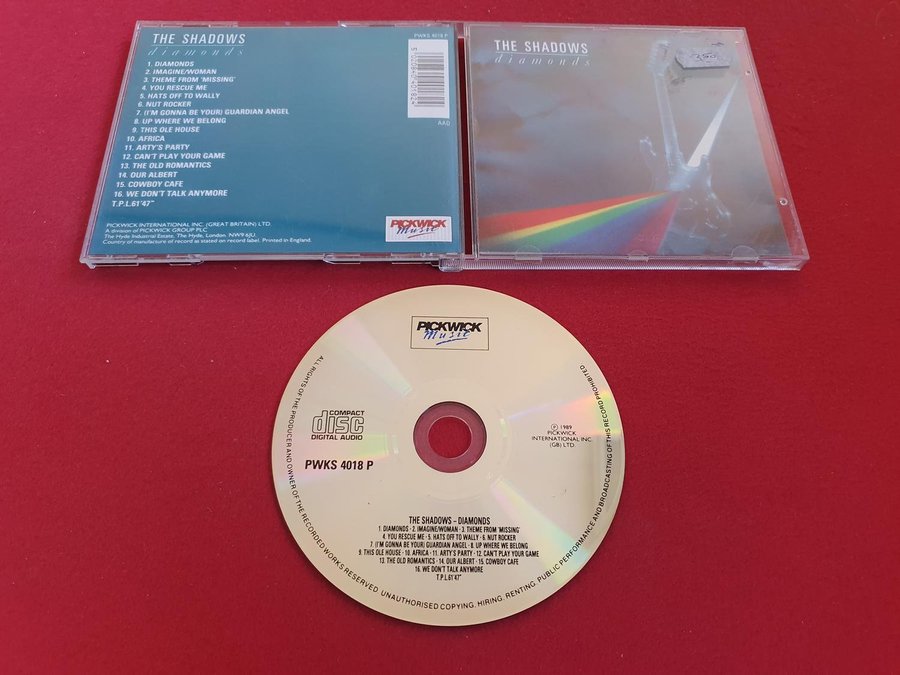 THE SHADOWS
diamonds
PWKS 4018 P
1. DIAMONDS
2. IMAGINE/WOMAN
3. THEME FROM 'MISSING'
4. YOU RESCUE ME
5. HATS OFF TO WALLY
6. NUT ROCKER
7. (I'M GONNA BE YOUR) GUARDIAN ANGEL
8. UP WHERE WE BELONG
9. THIS OLE HOUSE
10. AFRICA
11. ARTY'S PARTY
12. CAN'T PLAY YOUR GAME
13. THE OLD ROMANTICS
14. OUR ALBERT
15. COWBOY CAFE
16. WE DON'T TALK ANYMORE
T.P.L.61'47"
AAD
PICKWICK INTERNATIONAL INC. (GREAT BRITAIN) LTD.
A division of PICKWICK GROUP PLC
The Hyde Industrial Estate, The Hyde, London. NW9 6JU.
Country of manufacture of record as stated on record label. Printed in England.
PICKWICK
Music
THE SHADOWS
diamonds
PICKWICK
Music
COMPACT
disc
DIGITAL AUDIO
PWKS 4018 P
℗ 1989
PICKWICK
INTERNATIONAL INC.
(GB) LTD.
THE SHADOWS – DIAMONDS
1. DIAMONDS · 2. IMAGINE/WOMAN · 3. THEME FROM 'MISSING'
4. YOU RESCUE ME · 5. HATS OFF TO WALLY · 6. NUT ROCKER
7. (I'M GONNA BE YOUR) GUARDIAN ANGEL · 8. UP WHERE WE BELONG
9. THIS OLE HOUSE · 10. AFRICA · 11. ARTY'S PARTY · 12. CAN'T PLAY YOUR GAME
13. THE OLD ROMANTICS · 14. OUR ALBERT · 15. COWBOY CAFE
16. WE DON'T TALK ANYMORE
T.P.L.61'47"
ALL RIGHTS OF THE PRODUCER AND OWNER OF THE RECORDED WORKS RESERVED. UNAUTHORISED COPYING, HIRING, RENTING, PUBLIC PERFORMANCE AND BROADCASTING OF THIS RECORD PROHIBITED